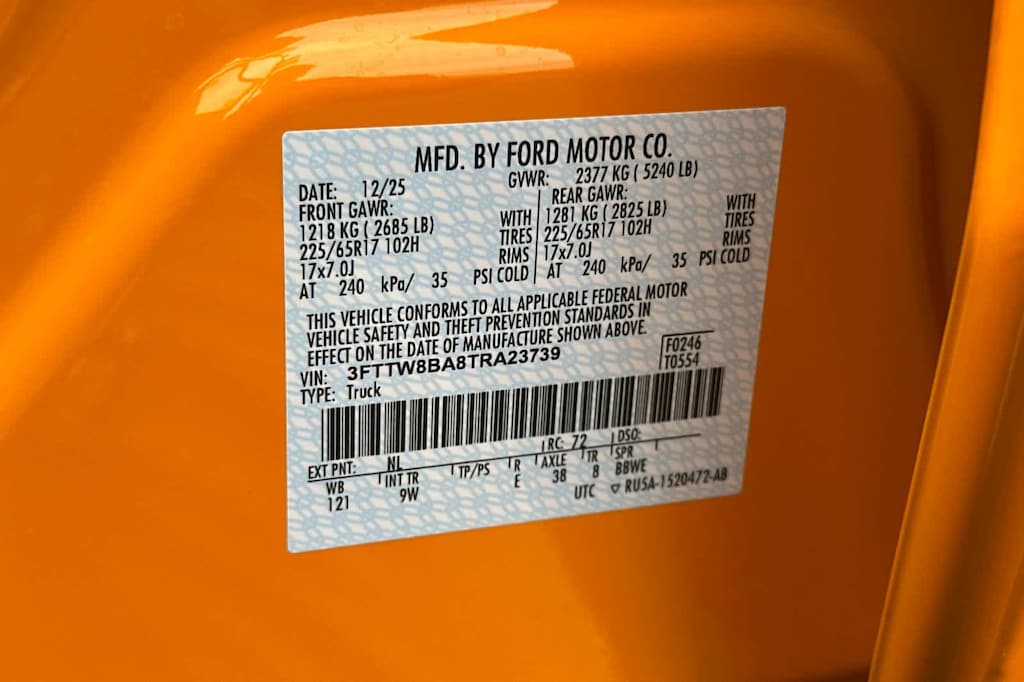 MFD. BY FORD MOTOR CO.
DATE: 12/25 GVWR: 2377 KG ( 5240 LB)
FRONT GAWR: REAR GAWR:
1218 KG ( 2685 LB) WITH 1281 KG ( 2825 LB) WITH
225/65R17 102H TIRES 225/65R17 102H TIRES
17x7.0J RIMS 17x7.0J RIMS
AT 240 kPa/ 35 PSI COLD AT 240 kPa/ 35 PSI COLD
THIS VEHICLE CONFORMS TO ALL APPLICABLE FEDERAL MOTOR
VEHICLE SAFETY AND THEFT PREVENTION STANDARDS IN
EFFECT ON THE DATE OF MANUFACTURE SHOWN ABOVE.
VIN: 3FTTW8BA8TRA23739 F0246
TYPE: Truck T0554
EXT PNT: NL RC: 72 DSO:
WB INT TR TP/PS R AXLE TR SPR
121 9W E 38 8 BBWE
UTC ▽ RU5A-1520472-AB